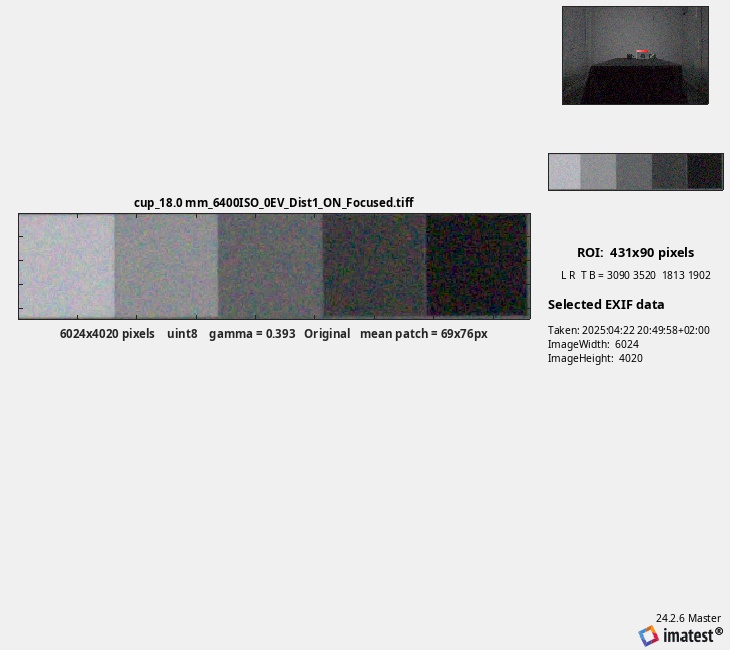 cup_18.0 mm_6400ISO_0EV_Dist1_ON_Focused.tiff
6024x4020 pixels uint8 gamma = 0.393 Original mean patch = 69x76px
ROI: 431x90 pixels
L R T B = 3090 3520 1813 1902
Selected EXIF data
Taken: 2025:04:22 20:49:58+02:00
ImageWidth: 6024
ImageHeight: 4020
24.2.6 Master
imatest®